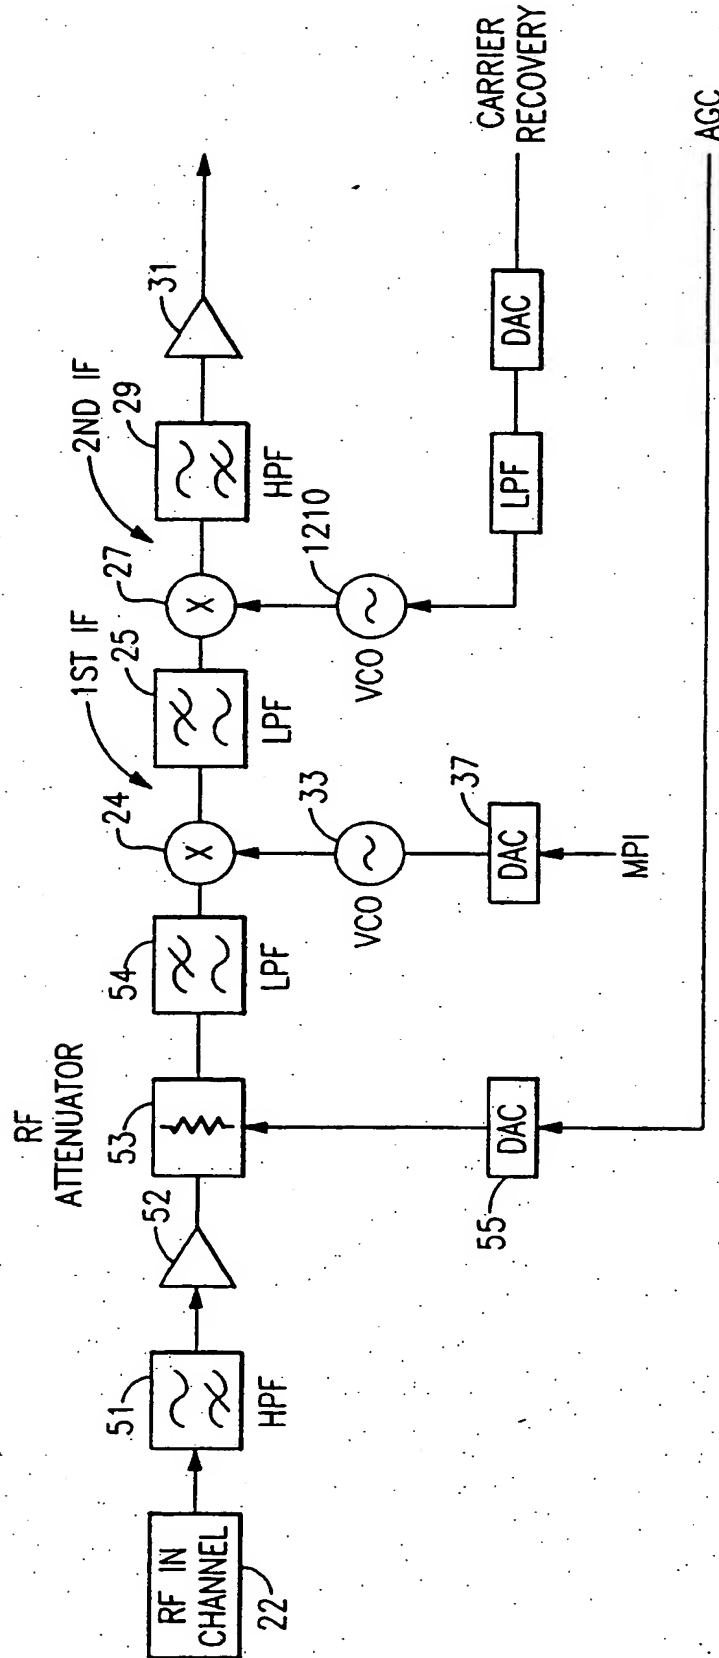 RF IN
CHANNEL
22
51
HPF
52
RF
ATTENUATOR
53
54
LPF
24
1ST IF
25
LPF
27
2ND IF
29
HPF
31
VCO
33
VCO
1210
DAC
55
DAC
37
MPI
LPF
DAC
CARRIER
RECOVERY
AGC